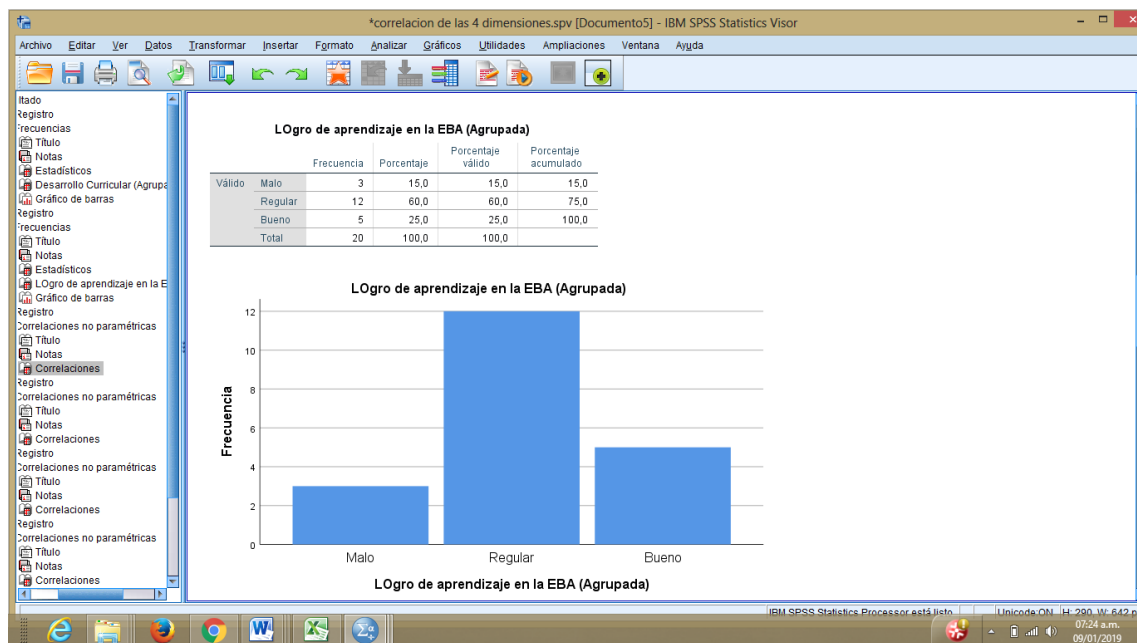 *correlacion de las 4 dimensiones.spv [Documento5] - IBM SPSS Statistics Visor
Archivo Editar Ver Datos Transformar Insertar Formato Analizar Gráficos Utilidades Ampliaciones Ventana Ayuda
ltado
Registro
Frecuencias
Título
Notas
Estadísticos
Desarrollo Curricular (Agrupa
Gráfico de barras
Registro
Frecuencias
Título
Notas
Estadísticos
LOgro de aprendizaje en la E
Gráfico de barras
Registro
Correlaciones no paramétricas
Título
Notas
Correlaciones
Registro
Correlaciones no paramétricas
Título
Notas
Correlaciones
Registro
Correlaciones no paramétricas
Título
Notas
Correlaciones
Registro
Correlaciones no paramétricas
Título
Notas
Correlaciones
LOgro de aprendizaje en la EBA (Agrupada)
Frecuencia Porcentaje Porcentaje válido Porcentaje acumulado
Válido Malo 3 15,0 15,0 15,0
Regular 12 60,0 60,0 75,0
Bueno 5 25,0 25,0 100,0
Total 20 100,0 100,0
LOgro de aprendizaje en la EBA (Agrupada)
Frecuencia
12
10
8
6
4
2
0
Malo Regular Bueno
LOgro de aprendizaje en la EBA (Agrupada)
IBM SPSS Statistics Processor está listo Unicode:ON H: 290, W: 642 p
07:24 a.m.
09/01/2019